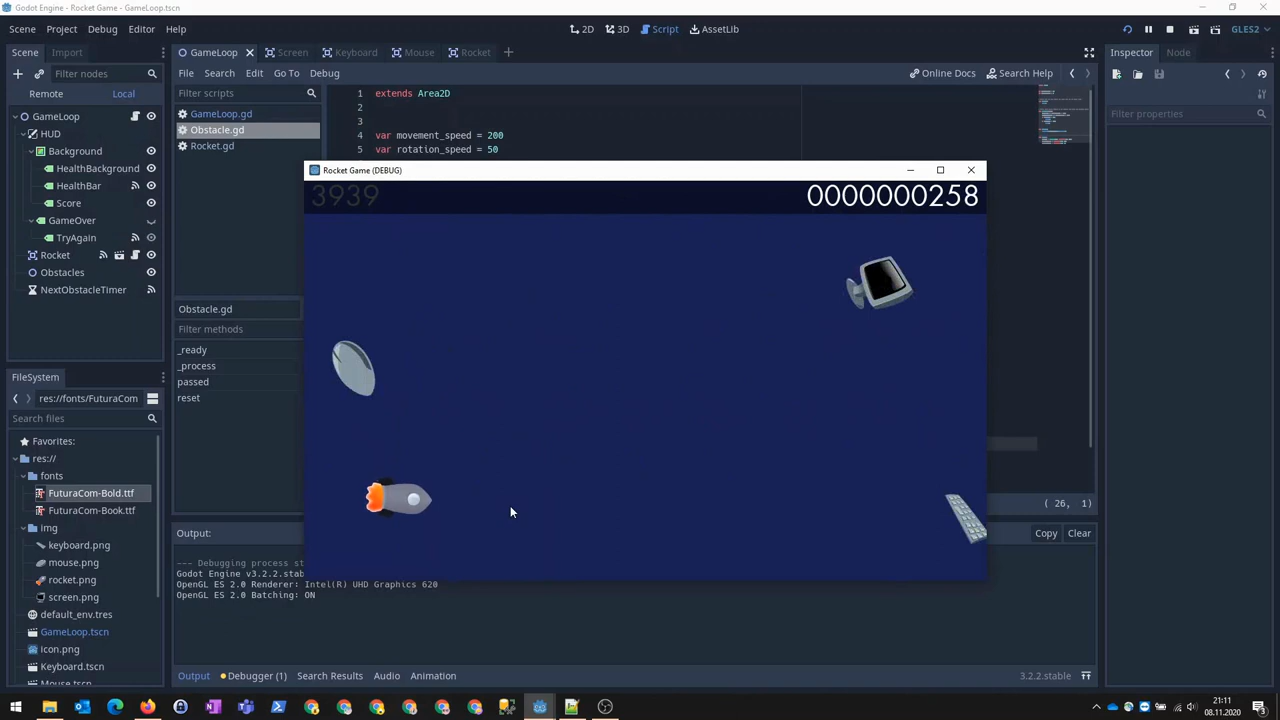 Godot Engine - Rocket Game - GameLoop.tscn
Scene Project Debug Editor Help
2D 3D Script AssetLib
GLES2
Scene Import
GameLoop Screen Keyboard Mouse Rocket
Inspector Node
Filter nodes
File Search Edit Go To Debug
Online Docs Search Help
Remote Local
Filter scripts
1 extends Area2D
2
3
4 var movement_speed = 200
5 var rotation_speed = 50
Filter properties
GameLoop
HUD
Background
HealthBackground
HealthBar
Score
GameOver
TryAgain
Rocket
Obstacles
NextObstacleTimer
GameLoop.gd
Obstacle.gd
Rocket.gd
Obstacle.gd
Filter methods
_ready
_process
passed
reset
Rocket Game (DEBUG)
3939
0000000258
FileSystem
res://fonts/FuturaCom
Search files
Favorites:
res://
fonts
FuturaCom-Bold.ttf
FuturaCom-Book.ttf
img
keyboard.png
mouse.png
rocket.png
screen.png
default_env.tres
GameLoop.tscn
icon.png
Keyboard.tscn
Mouse.tscn
( 26, 1)
Output:
Copy Clear
--- Debugging process st
Godot Engine v3.2.2.stab
OpenGL ES 2.0 Renderer: Intel(R) UHD Graphics 620
OpenGL ES 2.0 Batching: ON
Output Debugger (1) Search Results Audio Animation
3.2.2.stable
21:11
08.11.2020